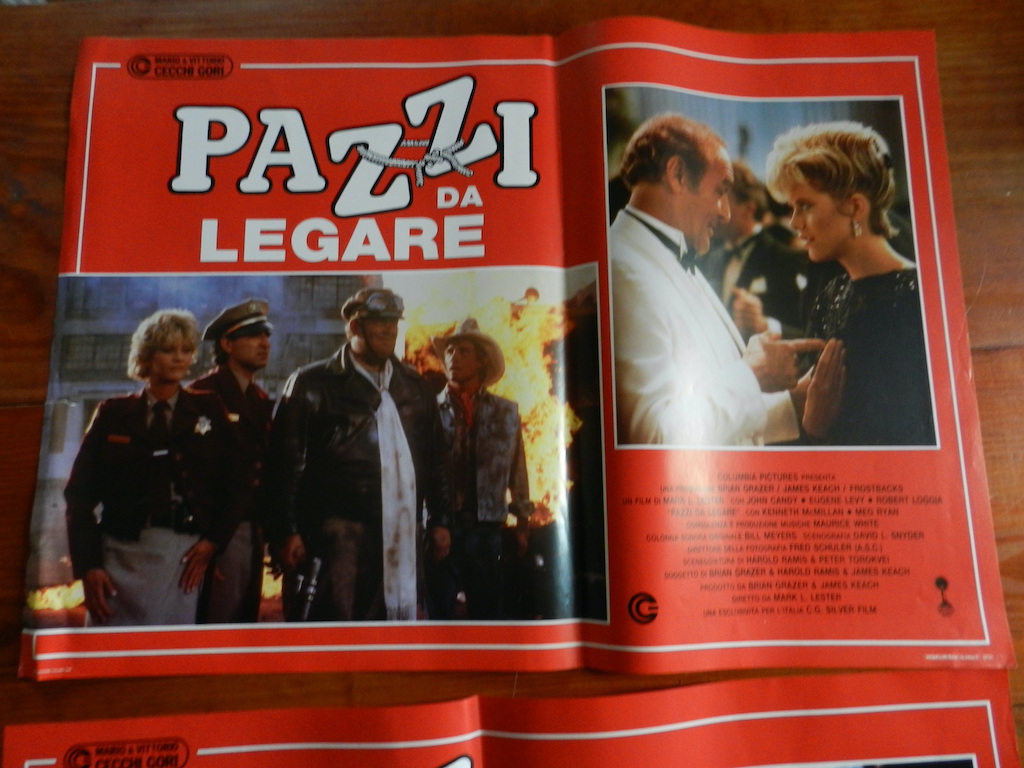 MARIO & VITTORIO
CECCHI GORI
PAZZI
DA
LEGARE
COLUMBIA PICTURES PRESENTA
UNA PRODUZIONE BRIAN GRAZER / JAMES KEACH / FROSTBACKS
UN FILM DI MARK L. LESTER CON JOHN CANDY ★ EUGENE LEVY ★ ROBERT LOGGIA
"PAZZI DA LEGARE" CON KENNETH McMILLAN ★ MEG RYAN
CONSULENZA E PRODUZIONE MUSICHE MAURICE WHITE
COLONNA SONORA ORIGINALE BILL MEYERS SCENOGRAFIA DAVID L. SNYDER
DIRETTORE DELLA FOTOGRAFIA FRED SCHULER (A.S.C.)
SCENEGGIATURA DI HAROLD RAMIS & PETER TOROKVEI
SOGGETTO DI BRIAN GRAZER & HAROLD RAMIS & JAMES KEACH
PRODOTTO DA BRIAN GRAZER & JAMES KEACH
DIRETTO DA MARK L. LESTER
UNA ESCLUSIVITÀ PER L'ITALIA C.G. SILVER FILM
MARIO & VITTORIO
CECCHI GORI